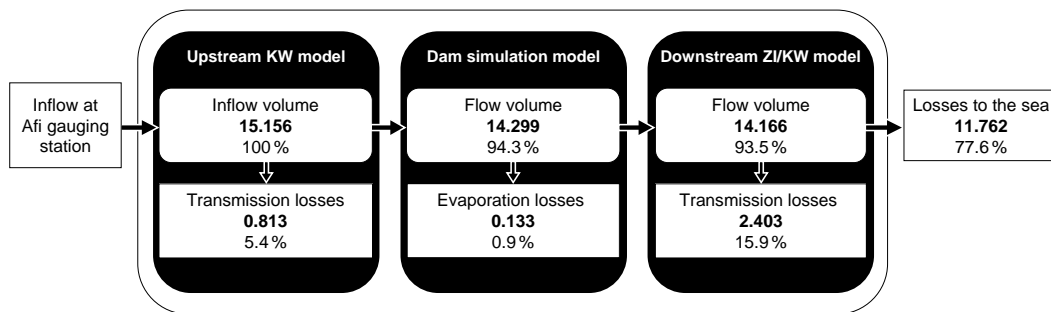 Inflow at
Afi gauging
station
Upstream KW model
Inflow volume
15.156
100 %
Transmission losses
0.813
5.4 %
Dam simulation model
Flow volume
14.299
94.3 %
Evaporation losses
0.133
0.9 %
Downstream ZI/KW model
Flow volume
14.166
93.5 %
Transmission losses
2.403
15.9 %
Losses to the sea
11.762
77.6 %